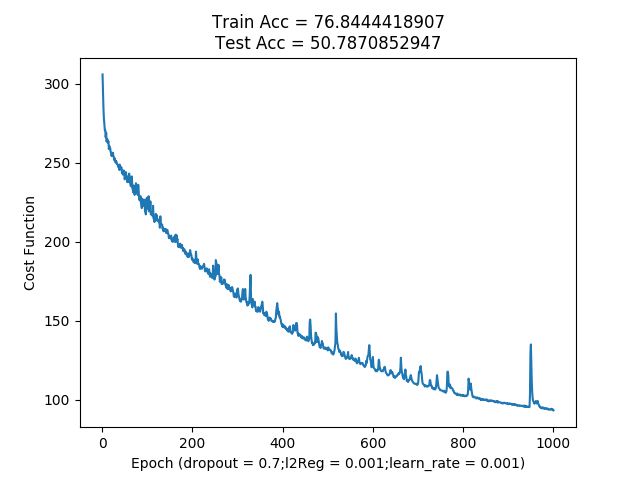 Train Acc = 76.8444418907
Test Acc = 50.7870852947
300
250
200
150
100
Cost Function
0
200
400
600
800
1000
Epoch (dropout = 0.7;l2Reg = 0.001;learn_rate = 0.001)